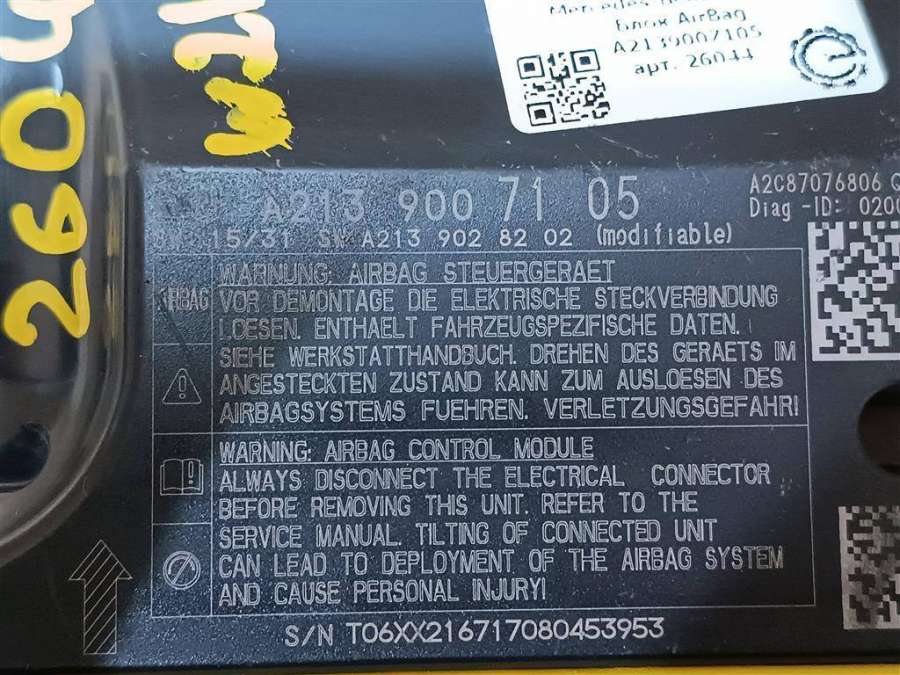 Блок AirBag
A2139007105
арт. 26044
2604
A213 900 71 05
15/31 SW A213 902 82 02 (modifiable)
A2C87076806
Diag -ID: 020
WARNUNG: AIRBAG STEUERGERAET
VOR DEMONTAGE DIE ELEKTRISCHE STECKVERBINDUNG
LOESEN. ENTHAELT FAHRZEUGSPEZIFISCHE DATEN.
SIEHE WERKSTATTHANDBUCH. DREHEN DES GERAETS IM
ANGESTECKTEN ZUSTAND KANN ZUM AUSLOESEN DES
AIRBAGSYSTEMS FUEHREN. VERLETZUNGSGEFAHR!
WARNING: AIRBAG CONTROL MODULE
ALWAYS DISCONNECT THE ELECTRICAL CONNECTOR
BEFORE REMOVING THIS UNIT. REFER TO THE
SERVICE MANUAL. TILTING OF CONNECTED UNIT
CAN LEAD TO DEPLOYMENT OF THE AIRBAG SYSTEM
AND CAUSE PERSONAL INJURY!
S/N T06XX216717080453953